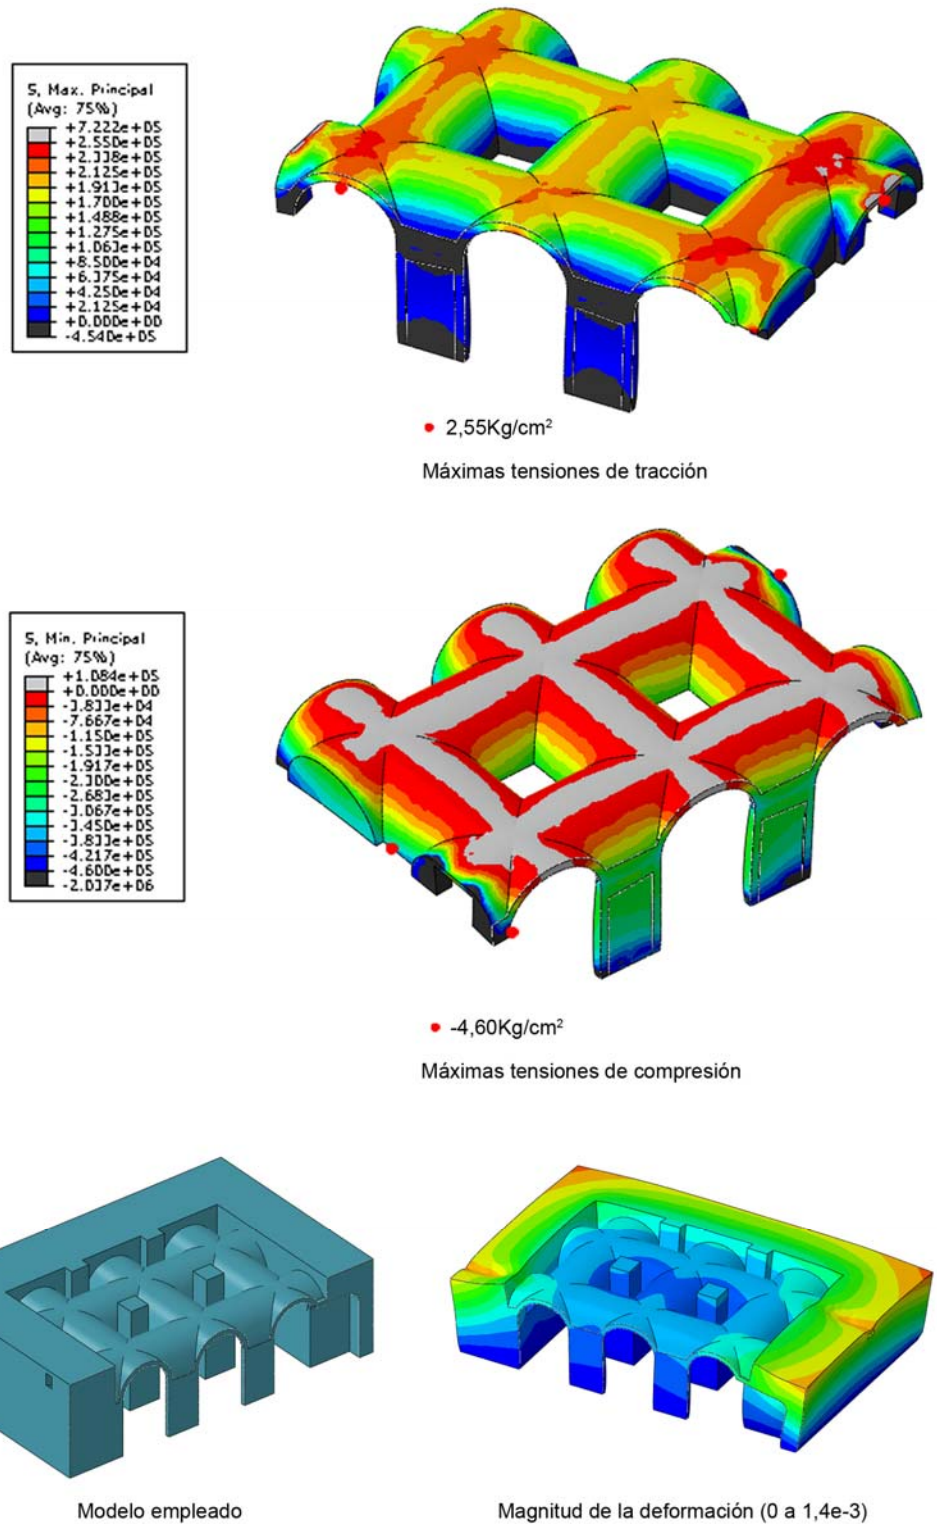 S, Max. Principal
(Avg: 75%)
+7.222e+05
+2.550e+05
+2.338e+05
+2.125e+05
+1.913e+05
+1.700e+05
+1.488e+05
+1.275e+05
+1.063e+05
+8.500e+04
+6.375e+04
+4.250e+04
+2.125e+04
+0.000e+00
-4.540e+05
2,55Kg/cm²
Máximas tensiones de tracción
S, Min. Principal
(Avg: 75%)
+1.084e+05
+0.000e+00
-3.833e+04
-7.667e+04
-1.150e+05
-1.533e+05
-1.917e+05
-2.300e+05
-2.683e+05
-3.067e+05
-3.450e+05
-3.833e+05
-4.217e+05
-4.600e+05
-2.037e+06
-4,60Kg/cm²
Máximas tensiones de compresión
Modelo empleado
Magnitud de la deformación (0 a 1,4e-3)